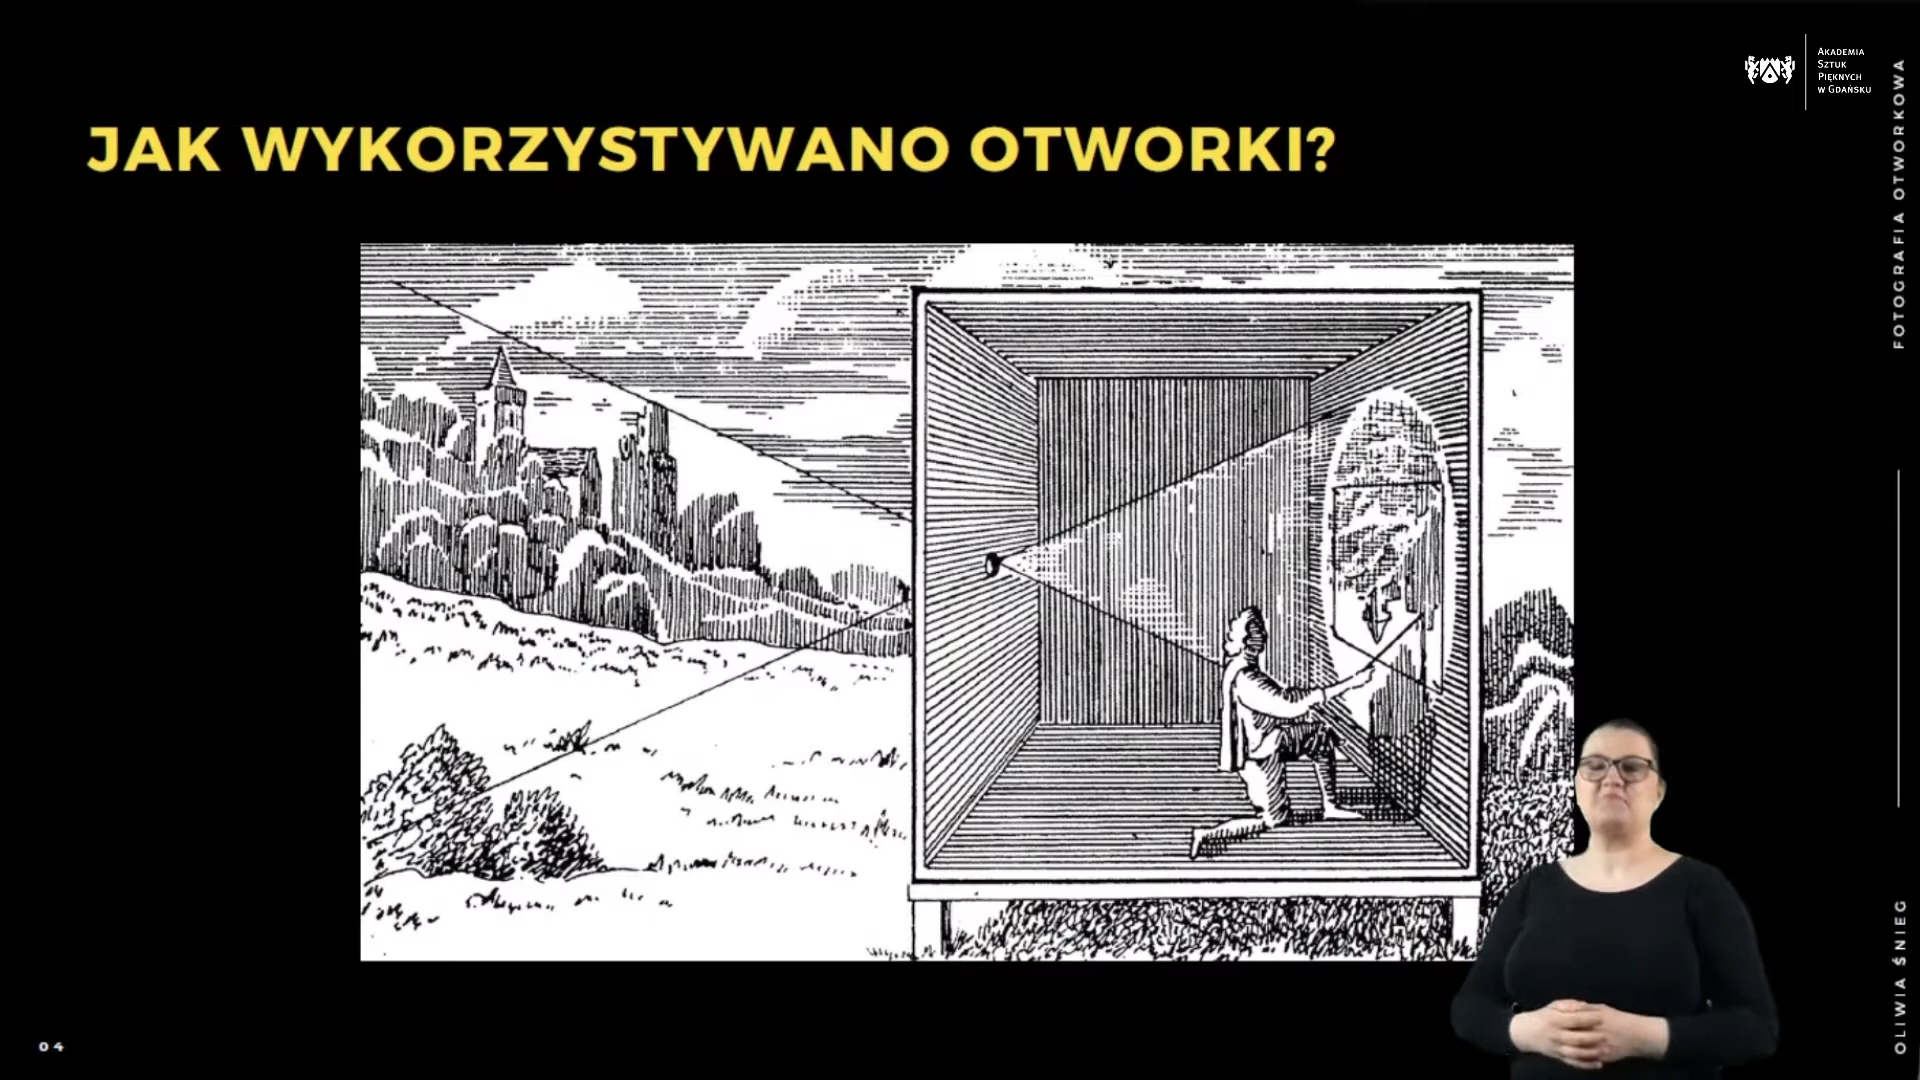 AKADEMIA
SZTUK
PIĘKNYCH
W GDAŃSKU
JAK WYKORZYSTYWANO OTWORKI?
FOTOGRAFIA OTWORKOWA
OLIWIA ŚNIEG
04